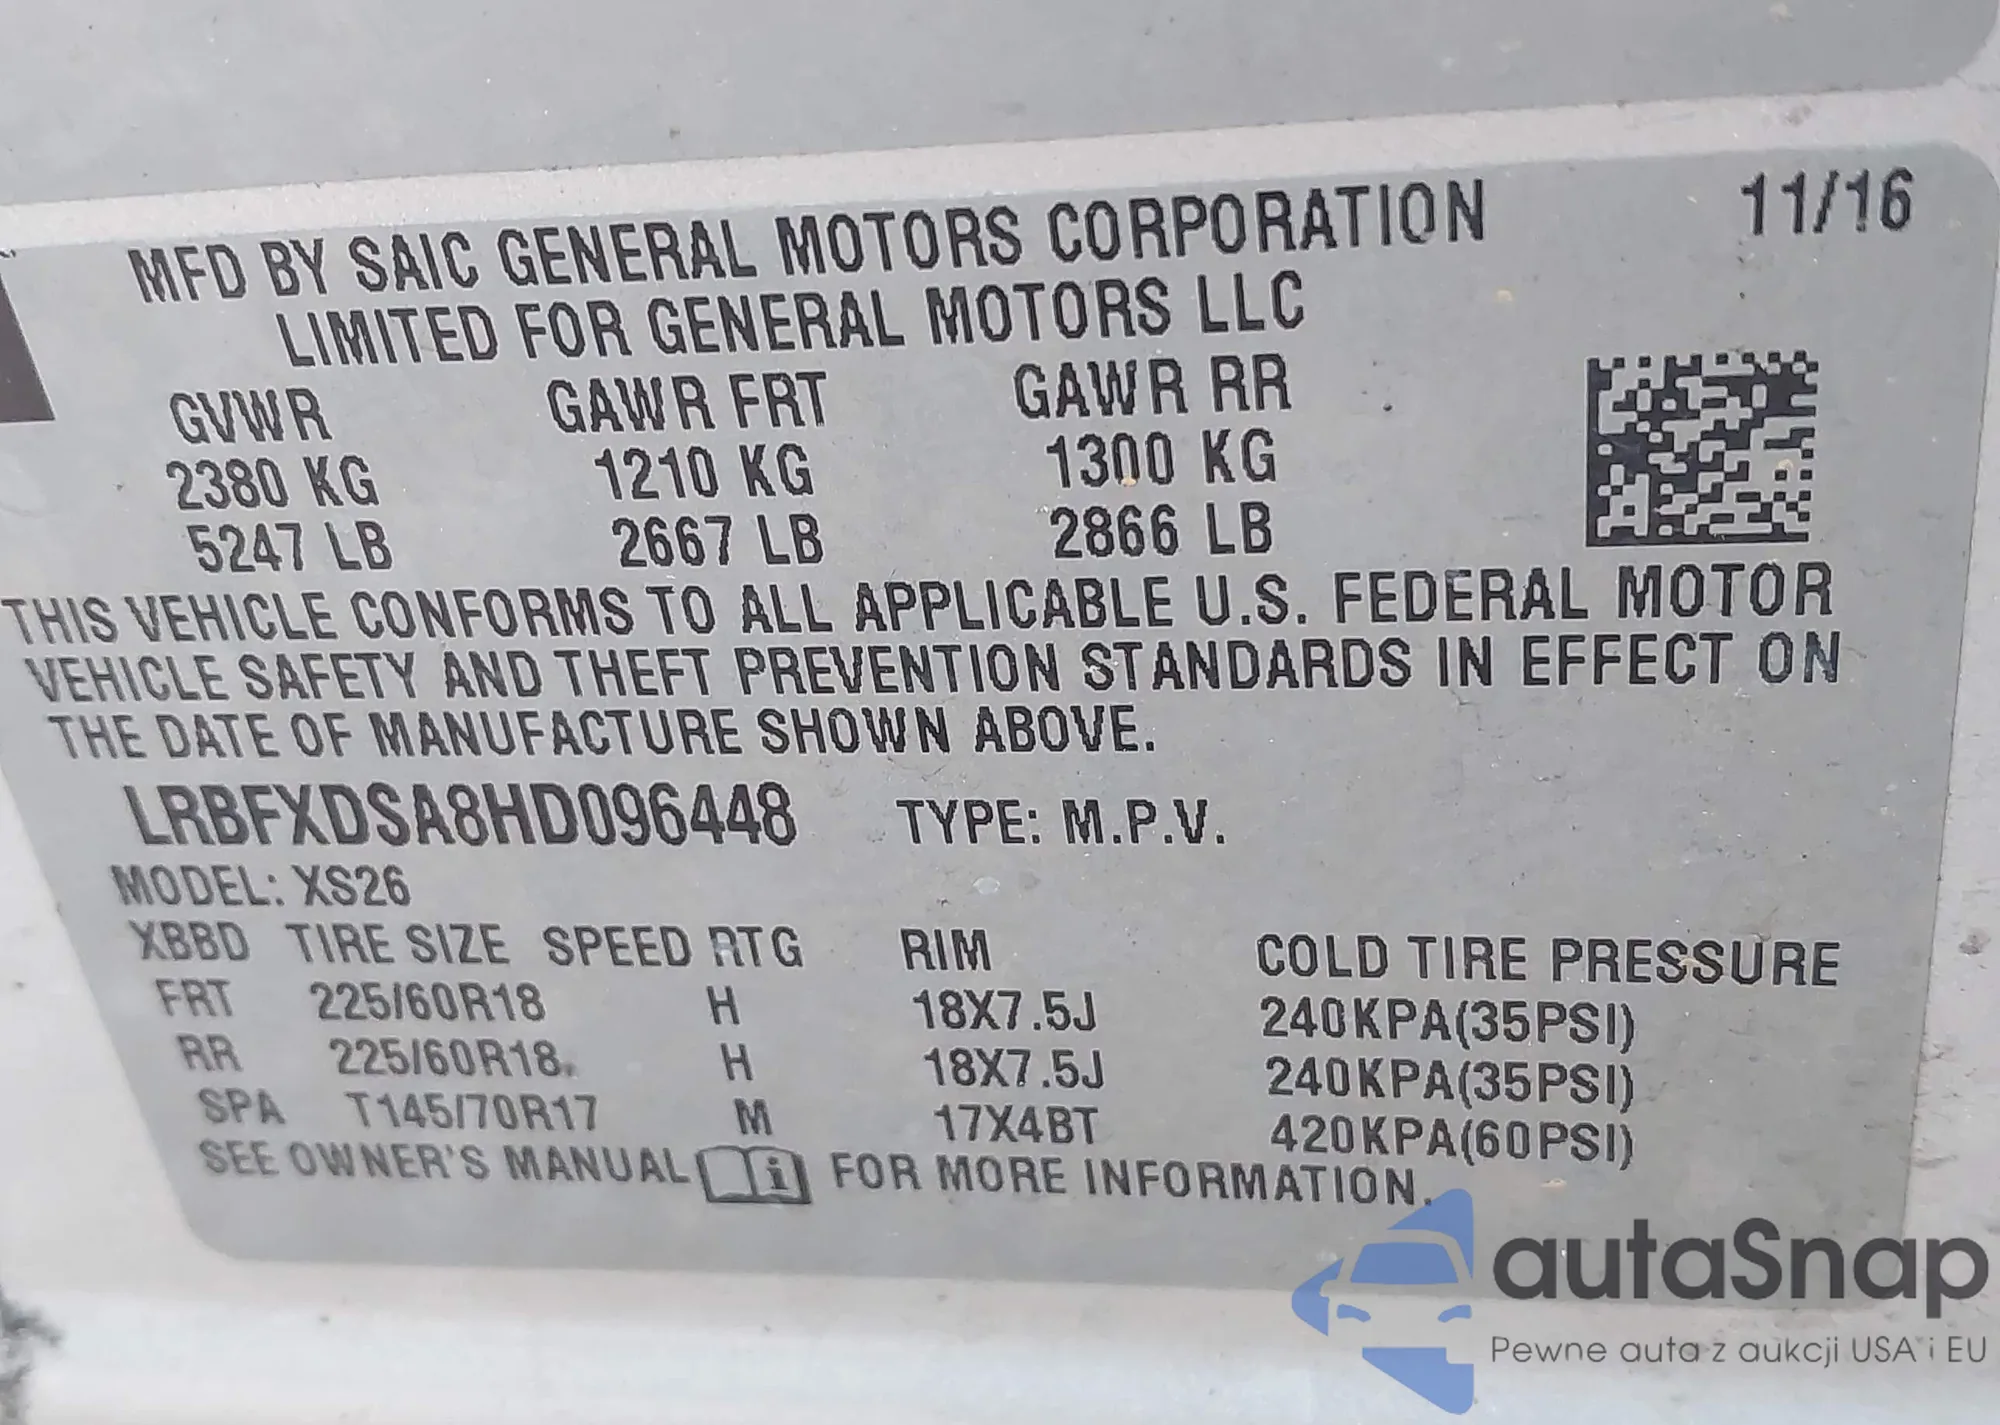 MFD BY SAIC GENERAL MOTORS CORPORATION 11/16
LIMITED FOR GENERAL MOTORS LLC
GVWR GAWR FRT GAWR RR
2380 KG 1210 KG 1300 KG
5247 LB 2667 LB 2866 LB
THIS VEHICLE CONFORMS TO ALL APPLICABLE U.S. FEDERAL MOTOR
VEHICLE SAFETY AND THEFT PREVENTION STANDARDS IN EFFECT ON
THE DATE OF MANUFACTURE SHOWN ABOVE.
LRBFXDSA8HD096448 TYPE: M.P.V.
MODEL: XS26
XBBD TIRE SIZE SPEED RTG RIM COLD TIRE PRESSURE
FRT 225/60R18 H 18X7.5J 240KPA(35PSI)
RR 225/60R18 H 18X7.5J 240KPA(35PSI)
SPA T145/70R17 M 17X4BT 420KPA(60PSI)
SEE OWNER'S MANUAL i FOR MORE INFORMATION.
autaSnap
Pewne auta z aukcji USA i EU